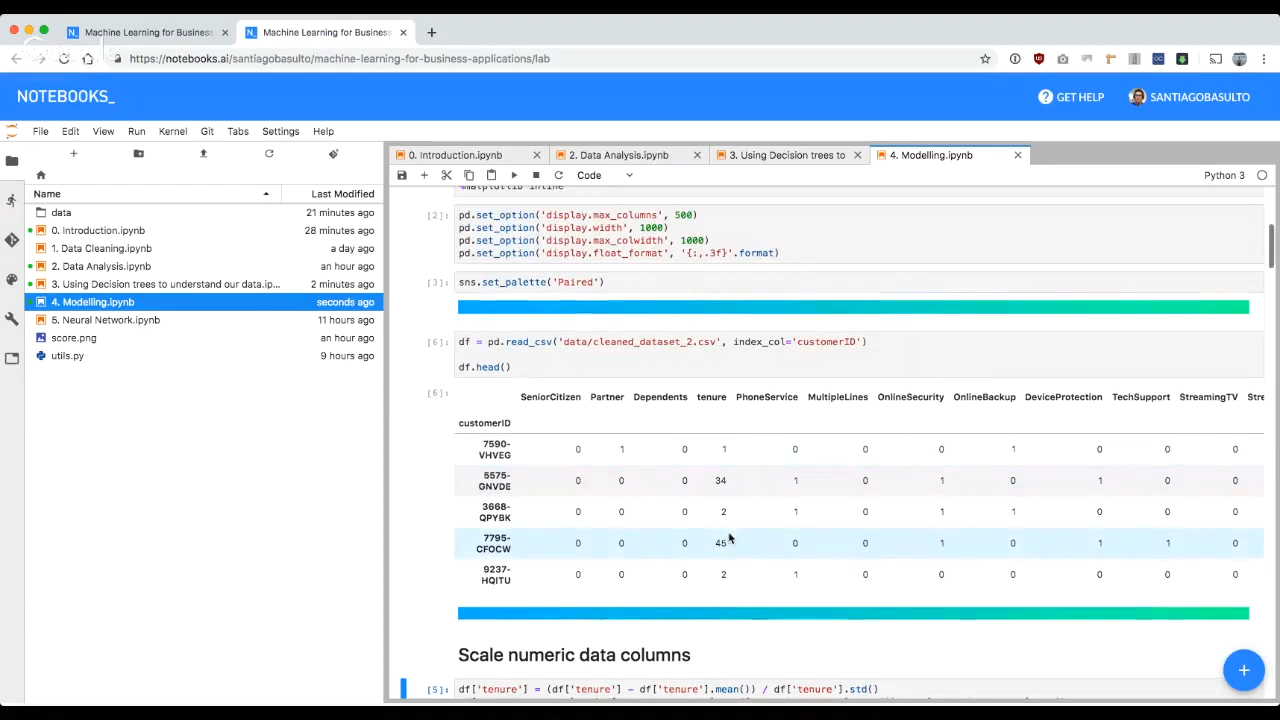 Machine Learning for Business
Machine Learning for Business
https://notebooks.ai/santiagobasulto/machine-learning-for-business-applications/lab
NOTEBOOKS_
GET HELP
SANTIAGOBASULTO
File Edit View Run Kernel Git Tabs Settings Help
Name Last Modified
data 21 minutes ago
0. Introduction.ipynb 28 minutes ago
1. Data Cleaning.ipynb a day ago
2. Data Analysis.ipynb an hour ago
3. Using Decision trees to understand our data.ip... 2 minutes ago
4. Modelling.ipynb seconds ago
5. Neural Network.ipynb 11 hours ago
score.png an hour ago
utils.py 9 hours ago
0. Introduction.ipynb 2. Data Analysis.ipynb 3. Using Decision trees to 4. Modelling.ipynb
Code Python 3
%matplotlib inline
[2]: pd.set_option('display.max_columns', 500)
pd.set_option('display.width', 1000)
pd.set_option('display.max_colwidth', 1000)
pd.set_option('display.float_format', '{:,.3f}'.format)
[3]: sns.set_palette('Paired')
[6]: df = pd.read_csv('data/cleaned_dataset_2.csv', index_col='customerID')
df.head()
[6]: SeniorCitizen Partner Dependents tenure PhoneService MultipleLines OnlineSecurity OnlineBackup DeviceProtection TechSupport StreamingTV Stre
customerID
7590-VHVEG 0 1 0 1 0 0 0 1 0 0 0
5575-GNVDE 0 0 0 34 1 0 1 0 1 0 0
3668-QPYBK 0 0 0 2 1 0 1 1 0 0 0
7795-CFOCW 0 0 0 45 0 0 1 0 1 1 0
9237-HQITU 0 0 0 2 1 0 0 0 0 0 0
Scale numeric data columns
[5]: df['tenure'] = (df['tenure'] - df['tenure'].mean()) / df['tenure'].std()